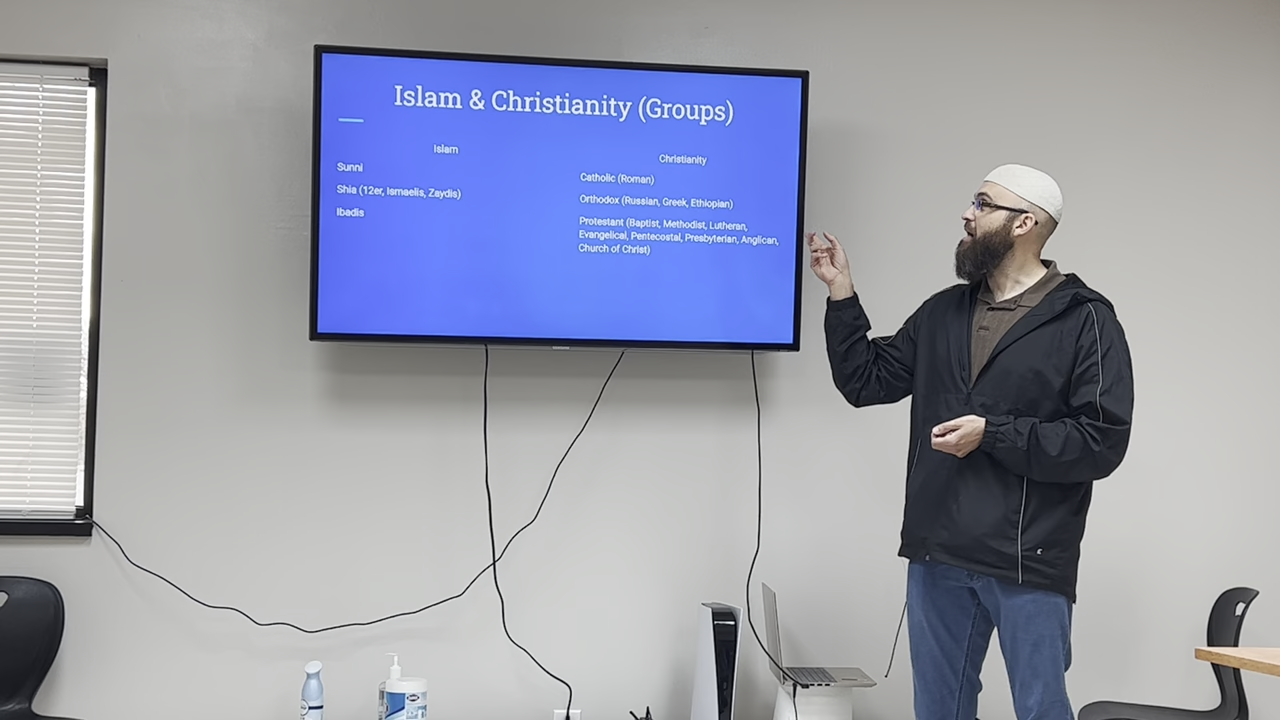 Islam & Christianity (Groups)
Islam
Sunni
Shia (12er, Ismaelis, Zaydis)
Ibadis
Christianity
Catholic (Roman)
Orthodox (Russian, Greek, Ethiopian)
Protestant (Baptist, Methodist, Lutheran,
Evangelical, Pentecostal, Presbyterian, Anglican,
Church of Christ)